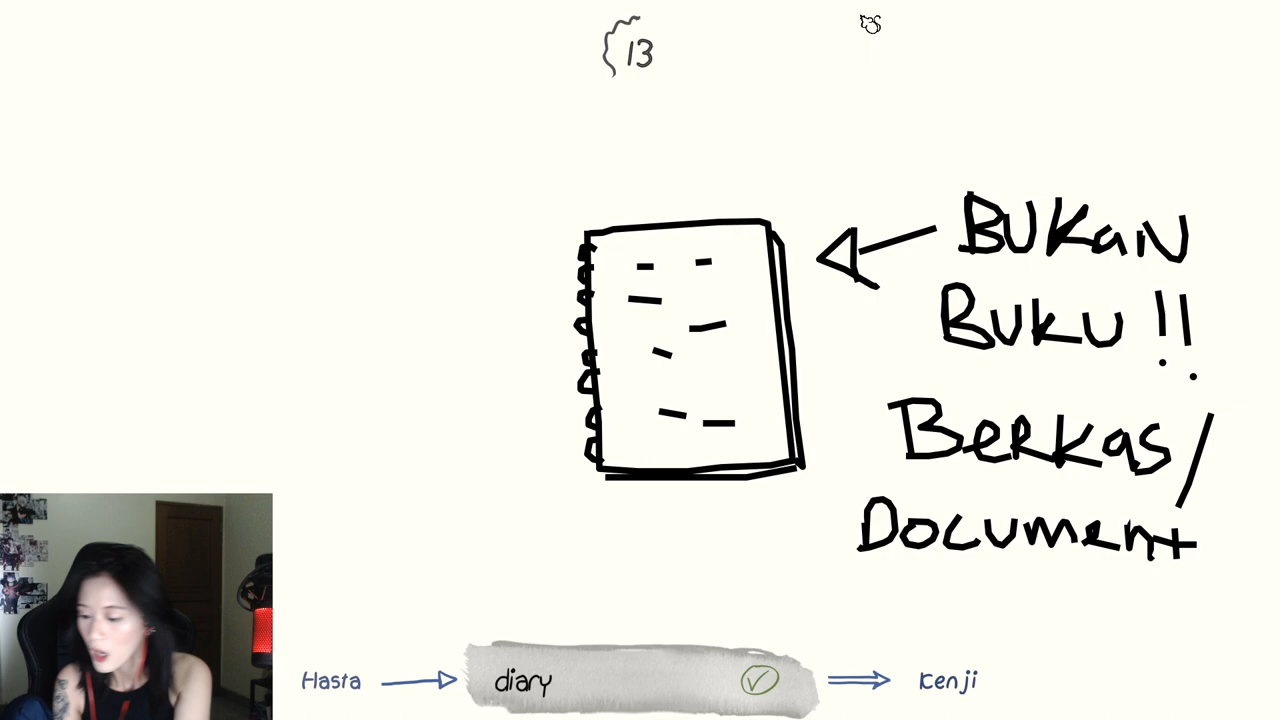 13
BUKaN
BUKU !!
BerKas/
Document
Hasta
diary
Kenji